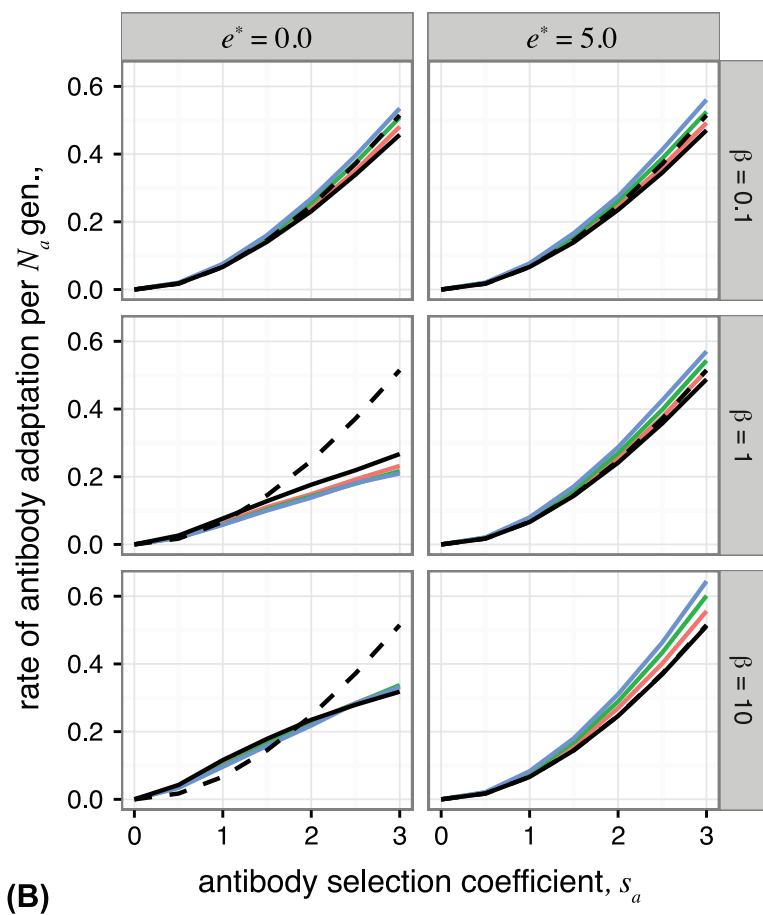 e* = 0.0
e* = 5.0
rate of antibody adaptation per Nₐ gen.,
0.6
0.4
0.2
0.0
β = 0.1
0.6
0.4
0.2
0.0
β = 1
0.6
0.4
0.2
0.0
β = 10
0 1 2 3 0 1 2 3
antibody selection coefficient, sₐ
(B)